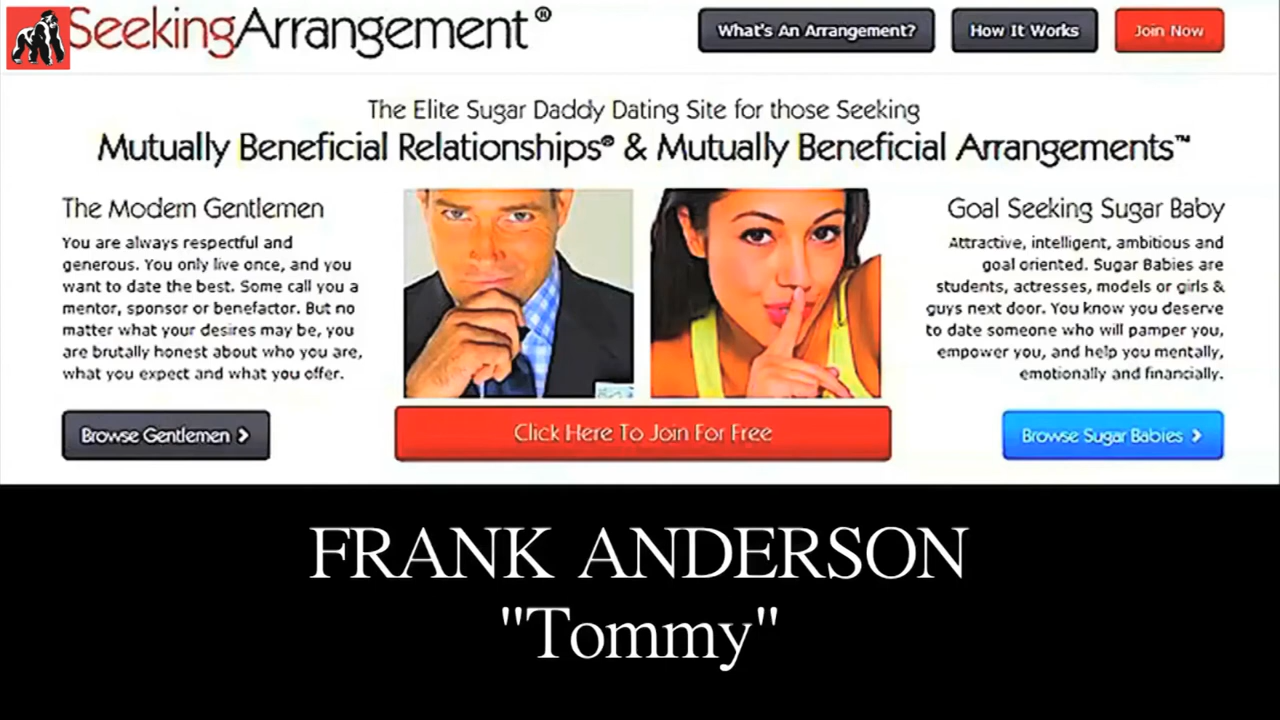 SeekingArrangement®
What's An Arrangement?
How It Works
Join Now
The Elite Sugar Daddy Dating Site for those Seeking
Mutually Beneficial Relationships® & Mutually Beneficial Arrangements™
The Modern Gentlemen
You are always respectful and
generous. You only live once, and you
want to date the best. Some call you a
mentor, sponsor or benefactor. But no
matter what your desires may be, you
are brutally honest about who you are,
what you expect and what you offer.
Browse Gentlemen
Click Here To Join For Free
Goal Seeking Sugar Baby
Attractive, intelligent, ambitious and
goal oriented. Sugar Babies are
students, actresses, models or girls &
guys next door. You know you deserve
to date someone who will pamper you,
empower you, and help you mentally,
emotionally and financially.
Browse Sugar Babies
FRANK ANDERSON
"Tommy"